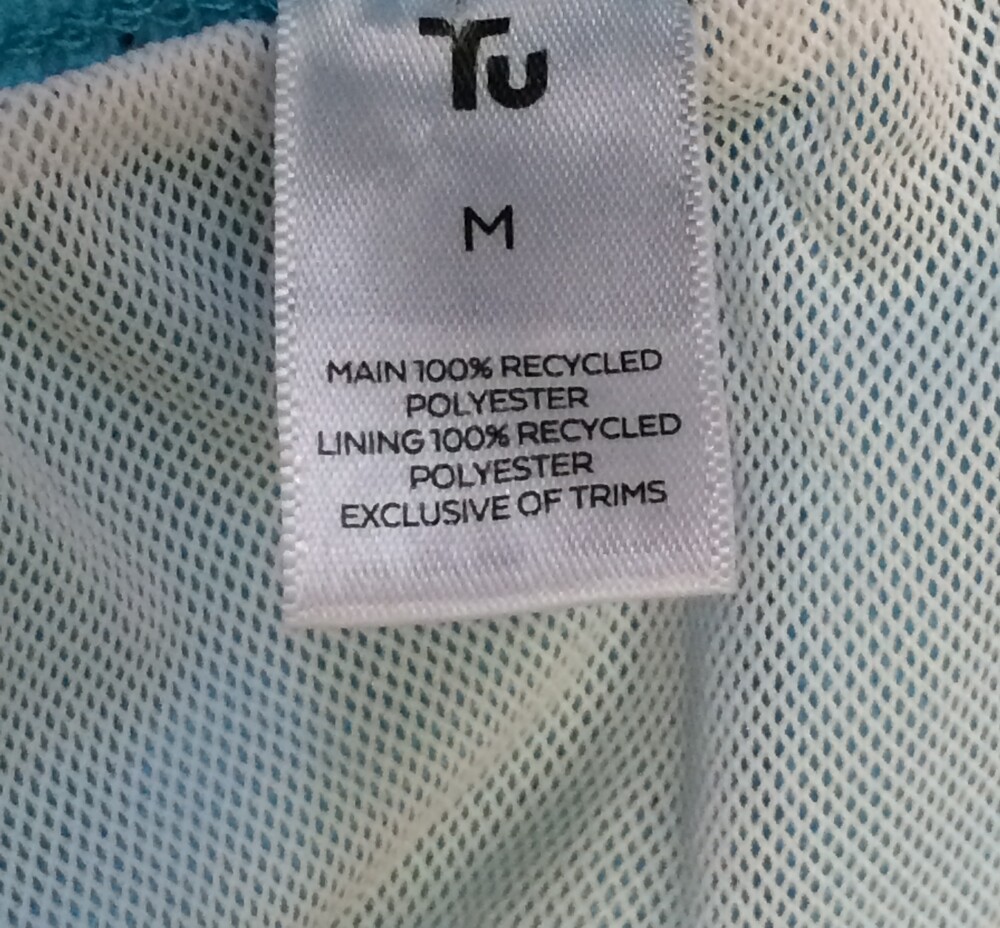 Tu
M
MAIN 100% RECYCLED
POLYESTER
LINING 100% RECYCLED
POLYESTER
EXCLUSIVE OF TRIMS